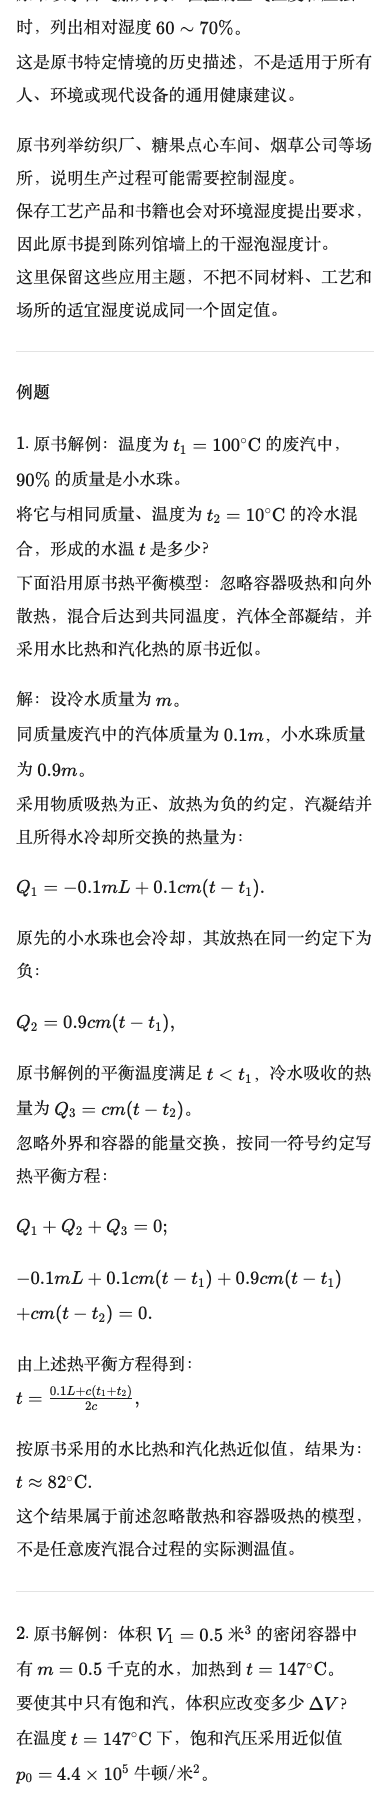 时，列出相对湿度 60 ∼ 70%。
这是原书特定情境的历史描述，不是适用于所有
人、环境或现代设备的通用健康建议。
原书列举纺织厂、糖果点心车间、烟草公司等场
所，说明生产过程可能需要控制湿度。
保存工艺产品和书籍也会对环境湿度提出要求，
因此原书提到陈列馆墙上的干湿泡湿度计。
这里保留这些应用主题，不把不同材料、工艺和
场所的适宜湿度说成同一个固定值。
例题
1. 原书解例：温度为 t₁ = 100°C 的废汽中，
90% 的质量是小水珠。
将它与相同质量、温度为 t₂ = 10°C 的冷水混
合，形成的水温 t 是多少?
下面沿用原书热平衡模型：忽略容器吸热和向外
散热，混合后达到共同温度，汽体全部凝结，并
采用水比热和汽化热的原书近似。
解：设冷水质量为 m。
同质量废汽中的汽体质量为 0.1m，小水珠质量
为 0.9m。
采用物质吸热为正、放热为负的约定，汽凝结并
且所得水冷却所交换的热量为：
Q₁ = −0.1mL + 0.1cm(t − t₁).
原先的小水珠也会冷却，其放热在同一约定下为
负：
Q₂ = 0.9cm(t − t₁),
原书解例的平衡温度满足 t < t₁，冷水吸收的热
量为 Q₃ = cm(t − t₂)。
忽略外界和容器的能量交换，按同一符号约定写
热平衡方程：
Q₁ + Q₂ + Q₃ = 0;
−0.1mL + 0.1cm(t − t₁) + 0.9cm(t − t₁)
+cm(t − t₂) = 0.
由上述热平衡方程得到：
t = \frac{0.1L+c(t₁+t₂)}{2c},
按原书采用的水比热和汽化热近似值，结果为：
t ≈ 82°C.
这个结果属于前述忽略散热和容器吸热的模型，
不是任意废汽混合过程的实际测温值。
2. 原书解例：体积 V₁ = 0.5 米³ 的密闭容器中
有 m = 0.5 千克的水，加热到 t = 147°C。
要使其中只有饱和汽，体积应改变多少 ΔV?
在温度 t = 147°C 下，饱和汽压采用近似值
p₀ = 4.4 × 10⁵ 牛顿/米²。